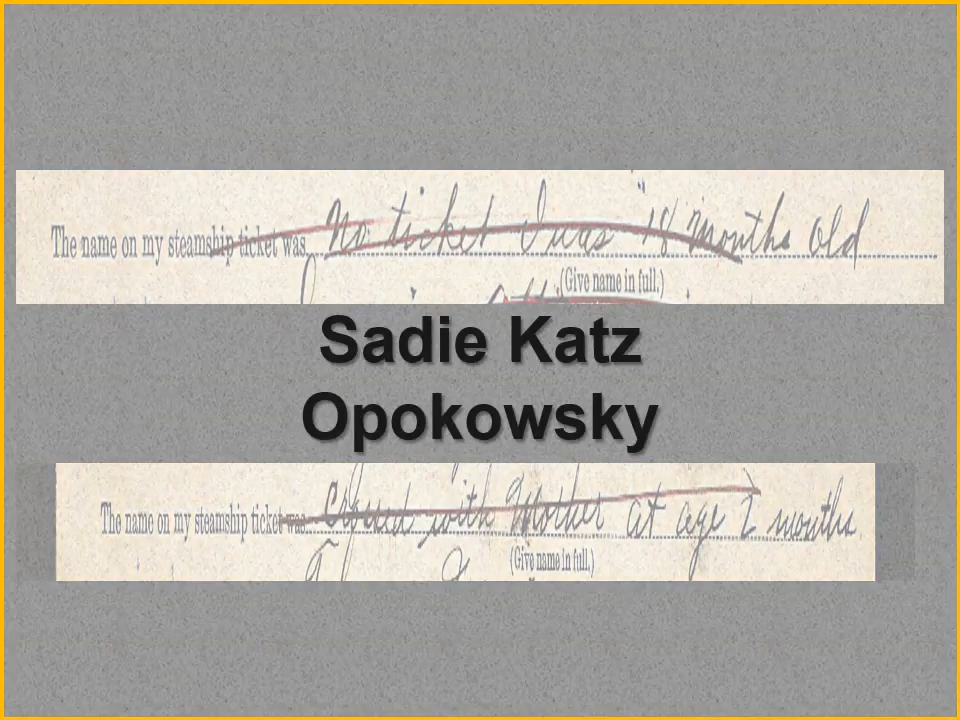 The name on my steamship ticket was. No ticket I was "18 months old
(Give name in full.)
Sadie Katz
Opokowsky
The name on my steamship ticket was. with Mother at age 2 months
(Give name in full.)